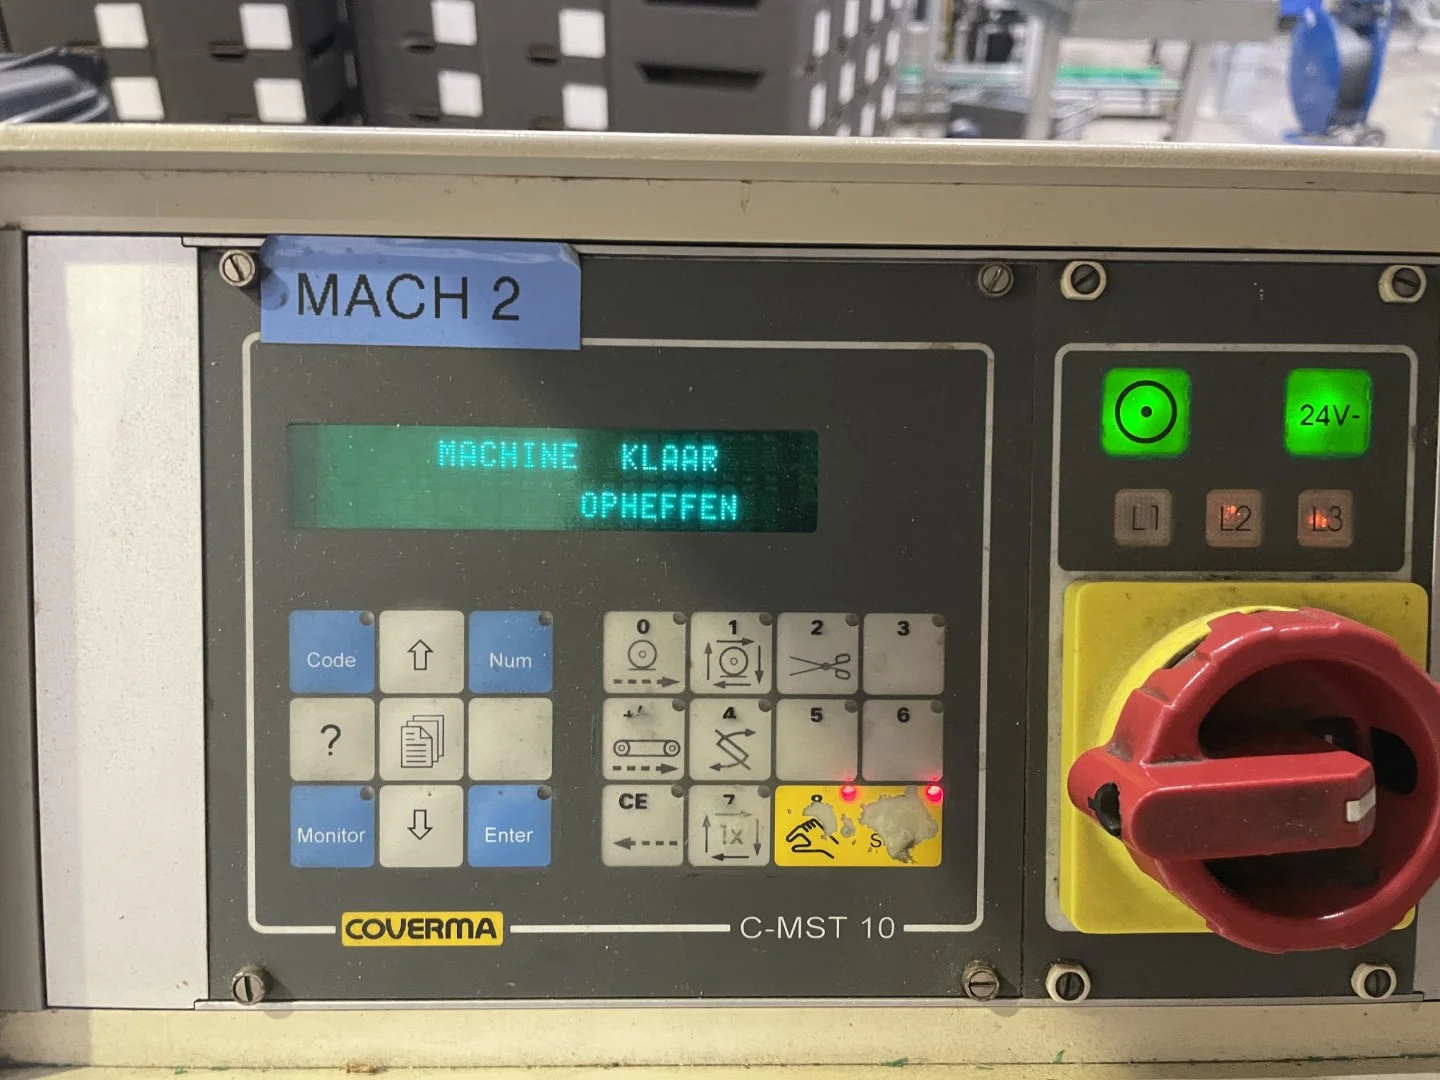 MACH 2
MACHINE KLAAR
OPHEFFEN
24V-
L1 L2 L3
Code Num
?
Monitor Enter
0 1 2 3
4 5 6
CE 7
1x
COVERMA
C-MST 10